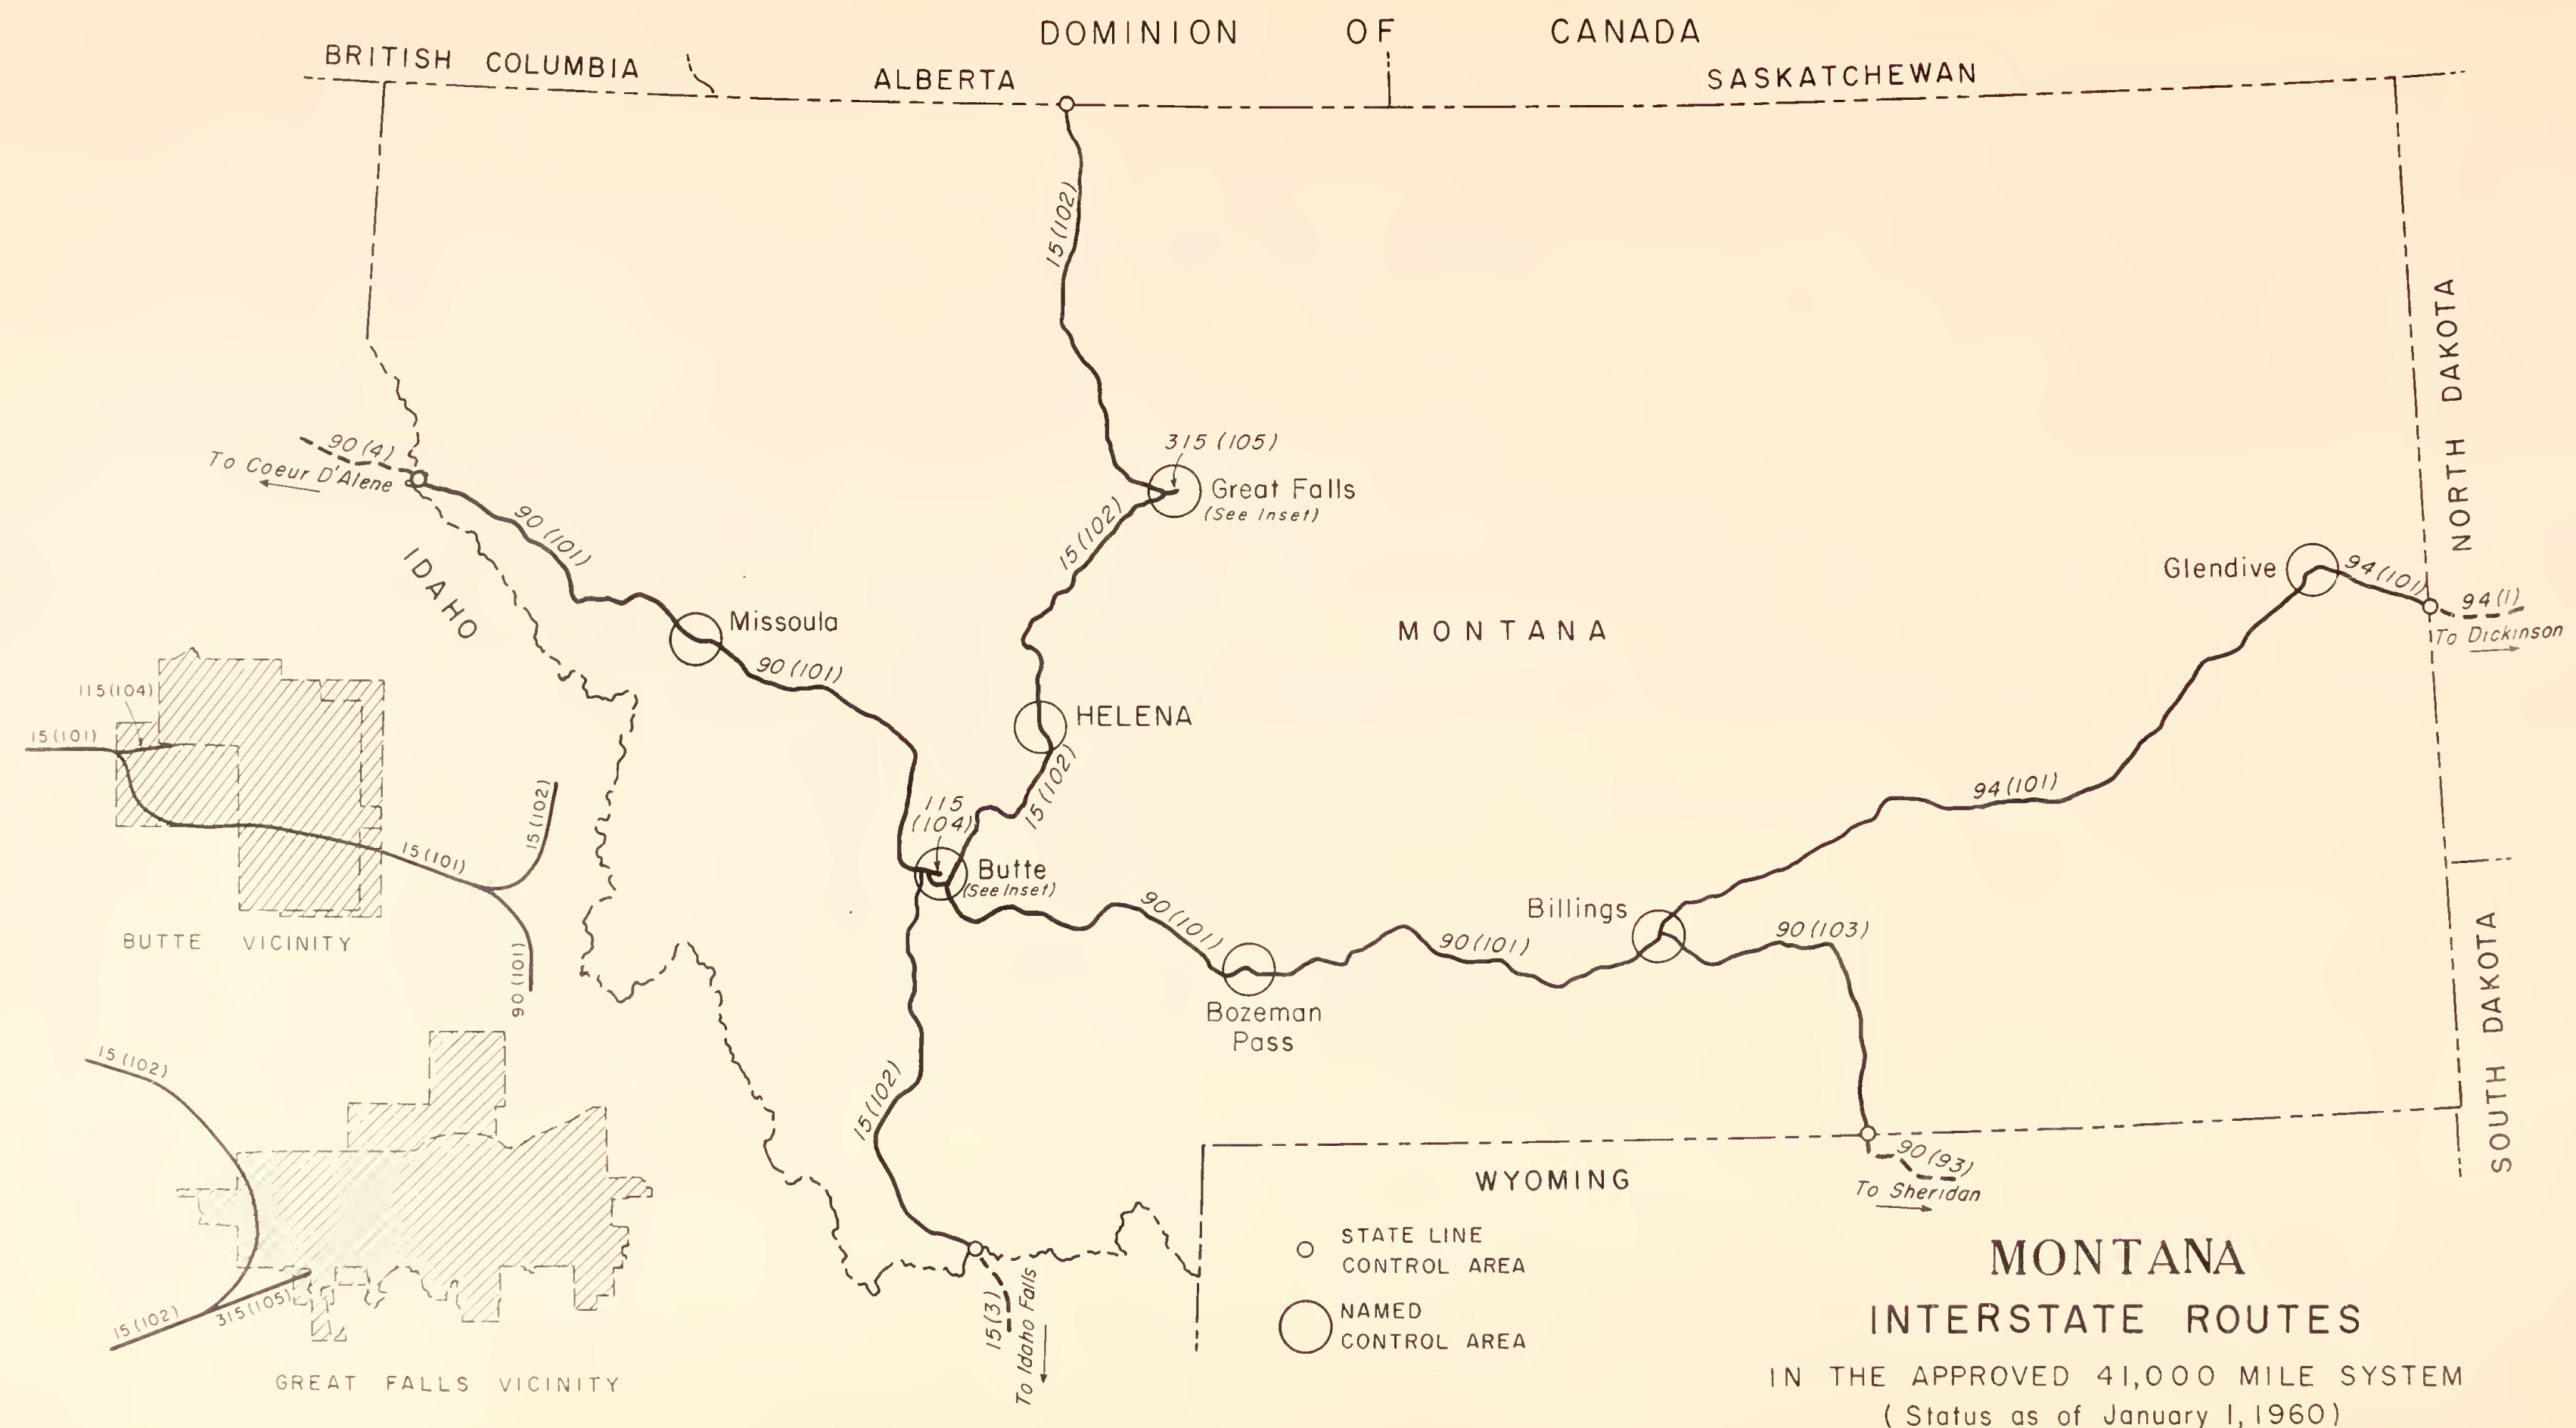 DOMINION OF CANADA
BRITISH COLUMBIA
ALBERTA
SASKATCHEWAN
15(102)
NORTH DAKOTA
315 (105)
90(4)
To Coeur D'Alene
Great Falls
(See Inset)
90(101)
15(102)
IDAHO
Glendive
94(101)
94(1)
To Dickinson
Missoula
MONTANA
90(101)
HELENA
15(102)
115
(104)
Butte
(See Inset)
94(101)
90(101)
Billings
90(101)
90(103)
Bozeman
Pass
SOUTH DAKOTA
15(102)
WYOMING
90(93)
To Sheridan
15(3)
To Idaho Falls
115(104)
15(101)
15(101)
15(102)
90(101)
BUTTE VICINITY
15(102)
15(102)
315(105)
GREAT FALLS VICINITY
STATE LINE
CONTROL AREA
NAMED
CONTROL AREA
MONTANA
INTERSTATE ROUTES
IN THE APPROVED 41,000 MILE SYSTEM
( Status as of January 1, 1960 )